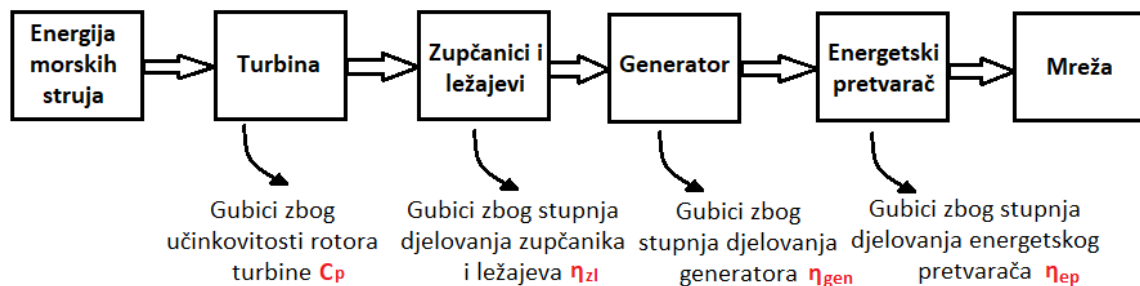 Energija
morskih
struja
Turbina
Zupčanici i
ležajevi
Generator
Energetski
pretvarač
Mreža
Gubici zbog
učinkovitosti rotora
turbine Cp
Gubici zbog stupnja
djelovanja zupčanika
i ležajeva ηzl
Gubici zbog
stupnja djelovanja
generatora ηgen
Gubici zbog stupnja
djelovanja energetskog
pretvarača ηep